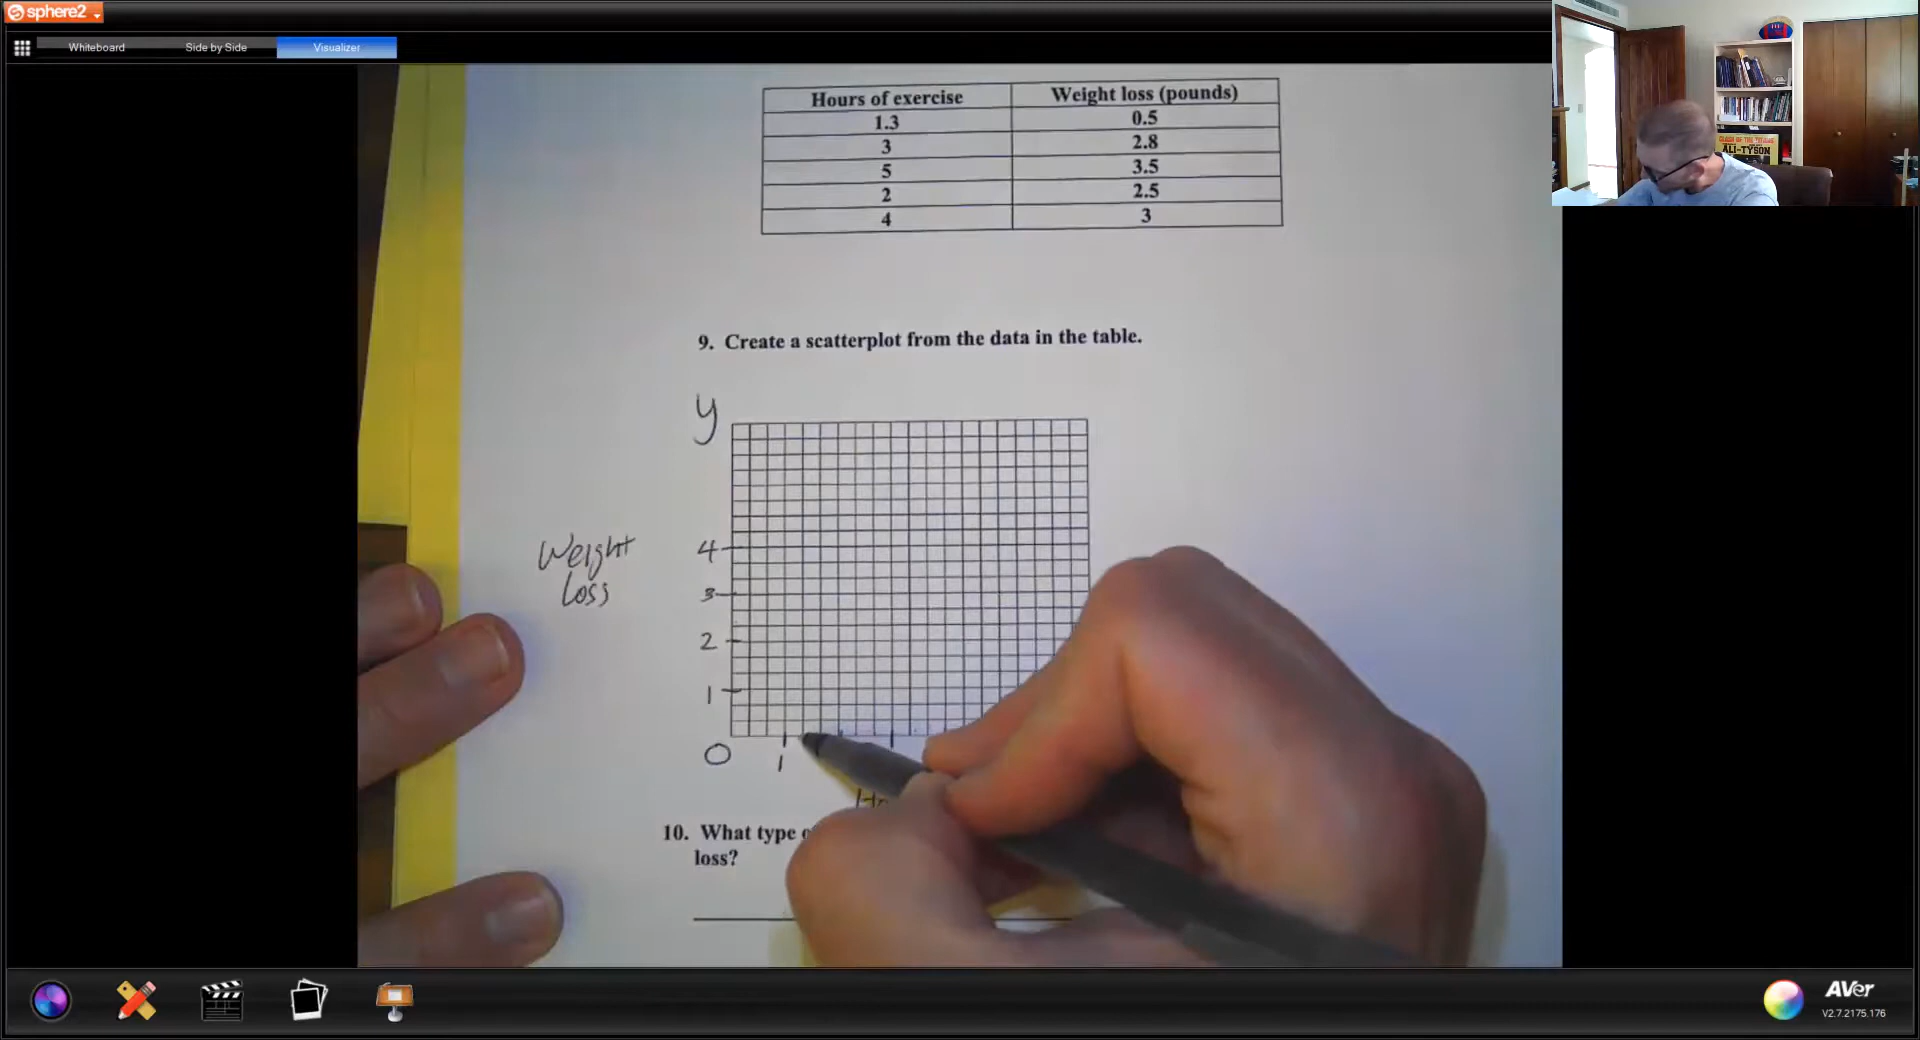 sphere2
Whiteboard Side by Side Visualizer
Hours of exercise Weight loss (pounds)
1.3 0.5
3 2.8
5 3.5
2 2.5
4 3
9. Create a scatterplot from the data in the table.
y
4
Weight
loss
3
2
1
0
1
10. What type
loss?
ALI-TYSON
AVer
V2.7.2175.176